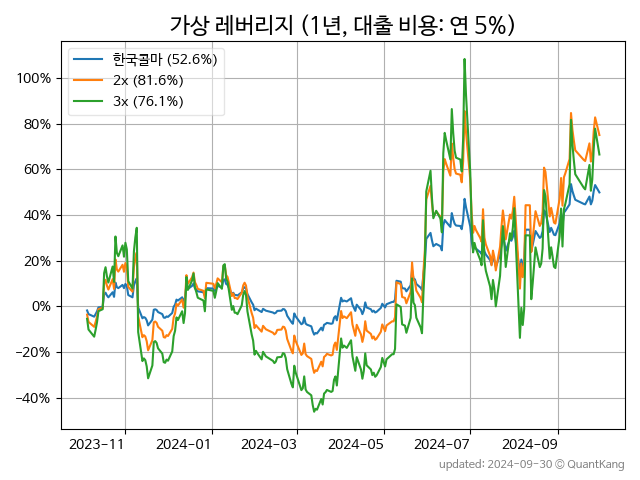 가상 레버리지 (1년, 대출 비용: 연 5%)
한국콜마 (52.6%)
2x (81.6%)
3x (76.1%)
100%
80%
60%
40%
20%
0%
−20%
−40%
2023-11
2024-01
2024-03
2024-05
2024-07
2024-09
updated: 2024-09-30 © QuantKang